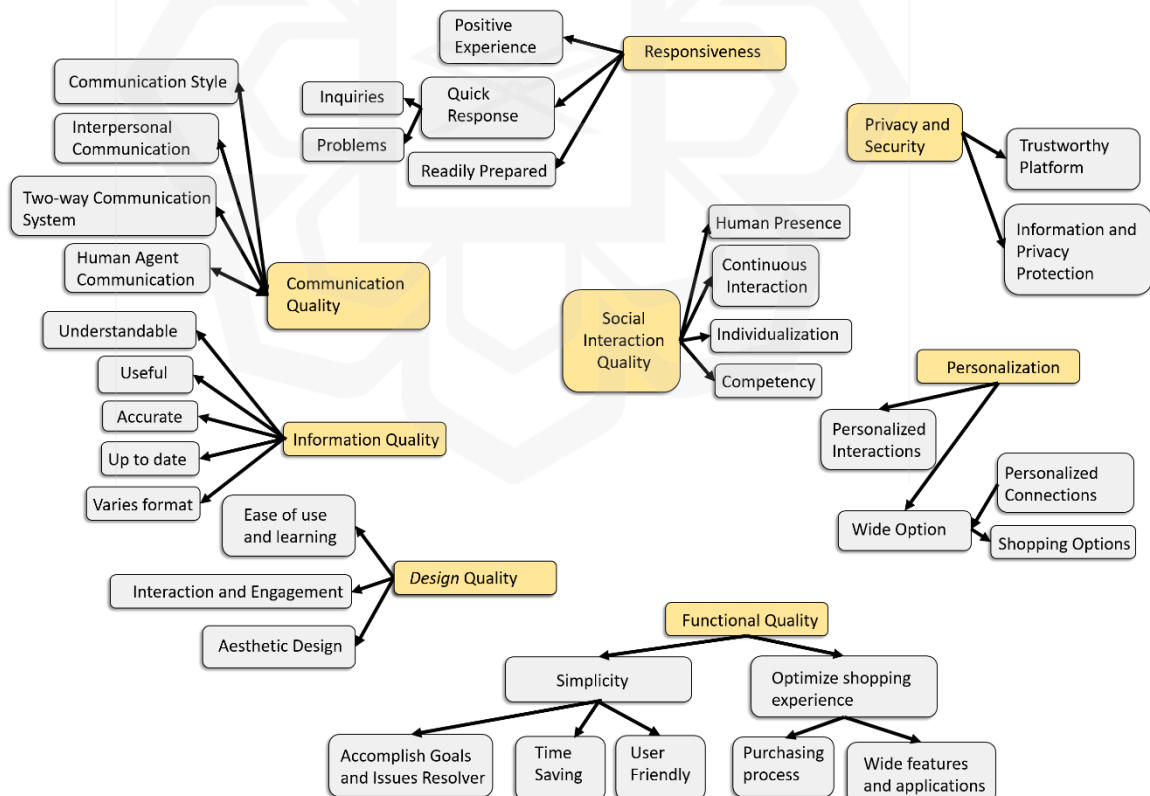 Positive
Experience
Responsiveness
Communication Style
Inquiries
Quick
Response
Problems
Readily Prepared
Interpersonal
Communication
Two-way Communication
System
Human Agent
Communication
Communication
Quality
Privacy and
Security
Trustworthy
Platform
Information and
Privacy
Protection
Human Presence
Continuous
Interaction
Social
Interaction
Quality
Individualization
Competency
Understandable
Useful
Accurate
Information Quality
Up to date
Varies format
Personalization
Personalized
Interactions
Personalized
Connections
Wide Option
Shopping Options
Ease of use
and learning
Design Quality
Interaction and Engagement
Aesthetic Design
Functional Quality
Simplicity
Optimize shopping
experience
Accomplish Goals
and Issues Resolver
Time
Saving
User
Friendly
Purchasing
process
Wide features
and applications